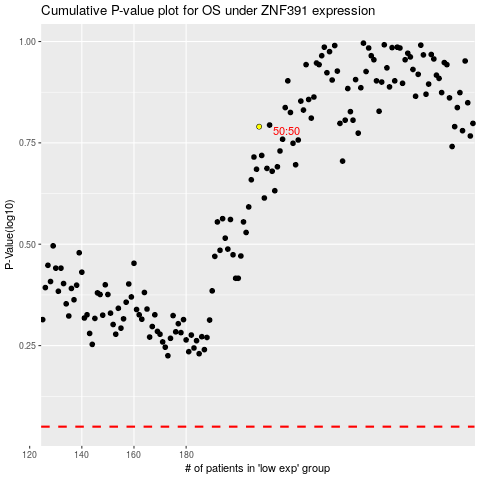 Cumulative P-value plot for OS under ZNF391 expression
P-Value(log10)
1.00
0.75
0.50
0.25
50:50
120 140 160 180
# of patients in 'low exp' group